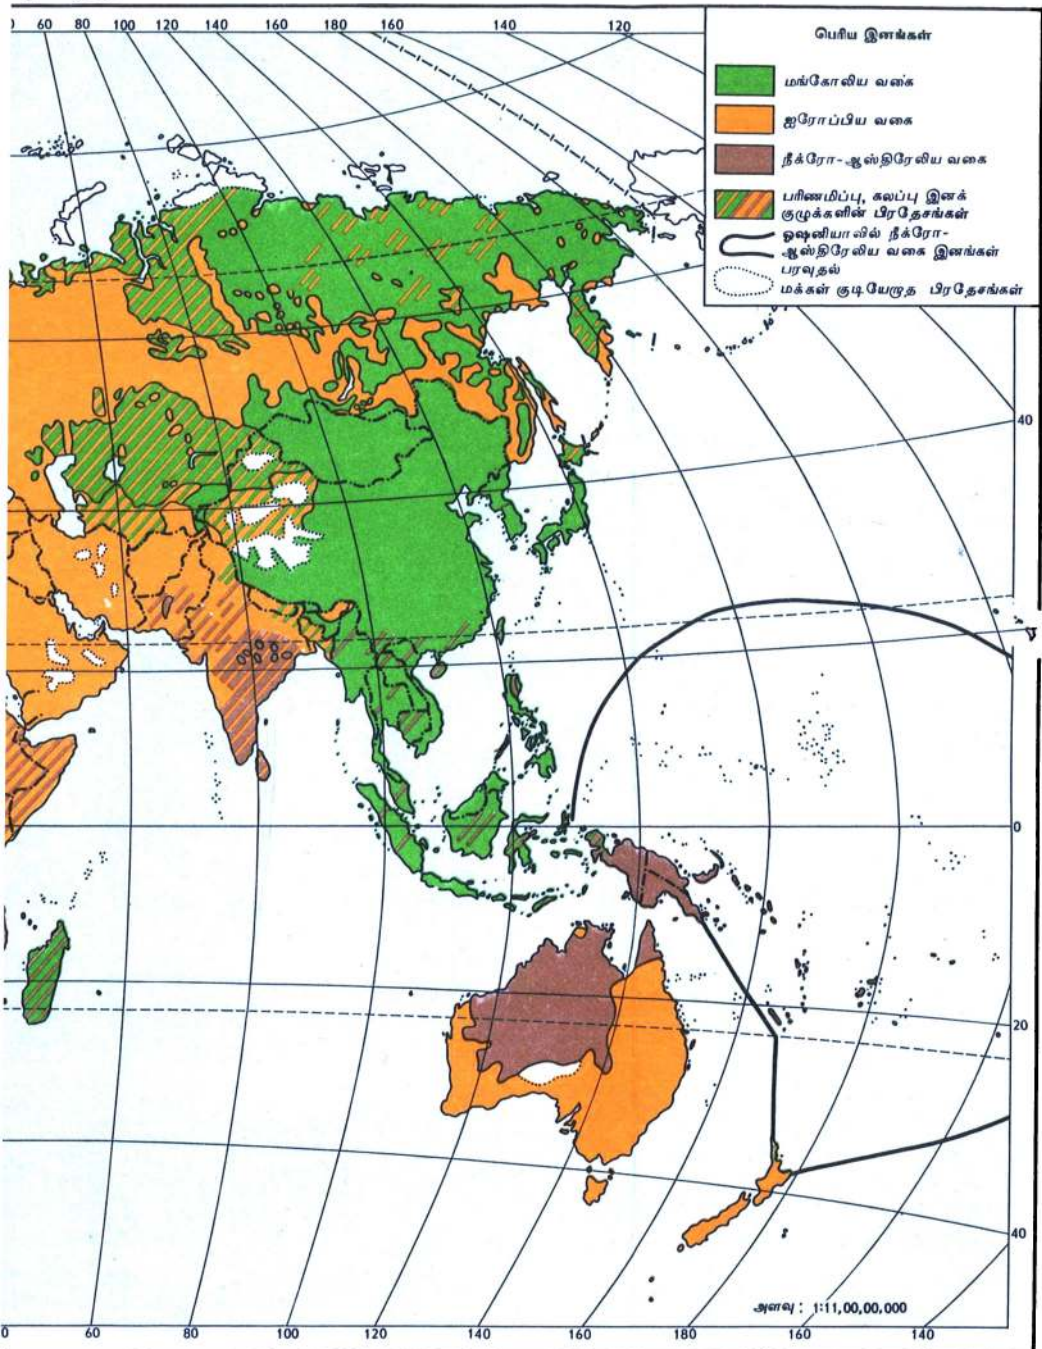 60 80 100 120 140 160 180 160 140 120
பெரிய இனங்கள்
மங்கோலிய வகை
ஐரோப்பிய வகை
நீக்ரோ-ஆஸ்திரேலிய வகை
பரிணமிப்பு, கலப்பு இனக்
குழுக்களின் பிரதேசங்கள்
ஓஷனியாவில் நீக்ரோ-
ஆஸ்திரேலிய வகை இனங்கள்
பரவுதல்
மக்கள் குடியேழுத பிரதேசங்கள்
40
0
20
40
அளவு : 1:11,00,00,000
0 60 80 100 120 140 160 180 160 140